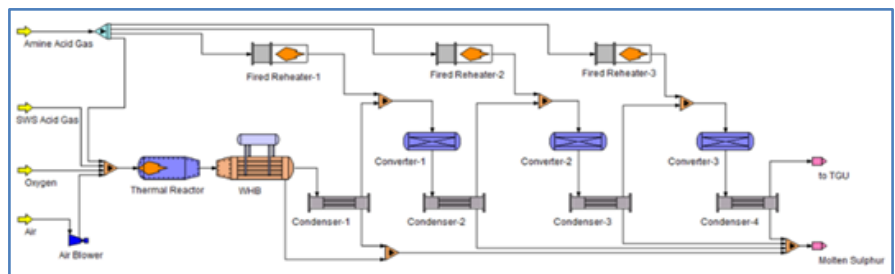 Amine Acid Gas
Fired Reheater-1
Fired Reheater-2
Fired Reheater-3
SWS Acid Gas
Converter-1
Converter-2
Converter-3
Oxygen
Thermal Reactor
WHB
to TGU
Condenser-1
Condenser-2
Condenser-3
Condenser-4
Air
Air Blower
Molten Sulphur